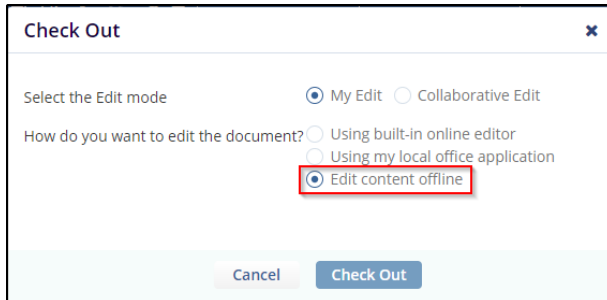 Check Out
Select the Edit mode My Edit Collaborative Edit
How do you want to edit the document? Using built-in online editor
Using my local office application
Edit content offline
Cancel Check Out